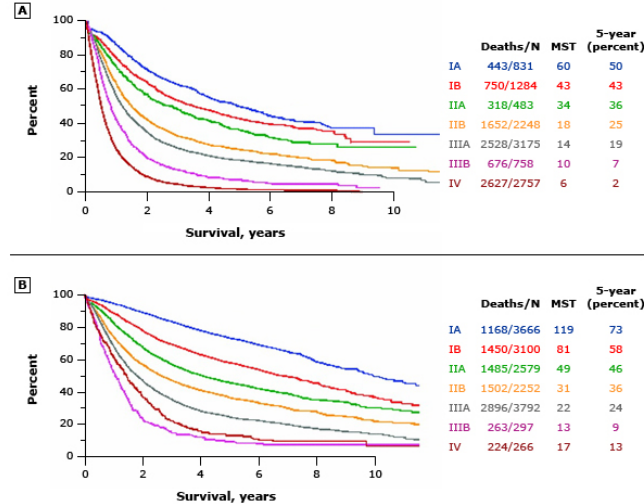 A
100
80
60
40
20
0
Percent
0 2 4 6 8 10
Survival, years
5-year
Deaths/N MST (percent)
IA 443/831 60 50
IB 750/1284 43 43
IIA 318/483 34 36
IIB 1652/2248 18 25
IIIA 2528/3175 14 19
IIIB 676/758 10 7
IV 2627/2757 6 2
B
100
80
60
40
20
0
Percent
0 2 4 6 8 10
Survival, years
5-year
Deaths/N MST (percent)
IA 1168/3666 119 73
IB 1450/3100 81 58
IIA 1485/2579 49 46
IIB 1502/2252 31 36
IIIA 2896/3792 22 24
IIIB 263/297 13 9
IV 224/266 17 13